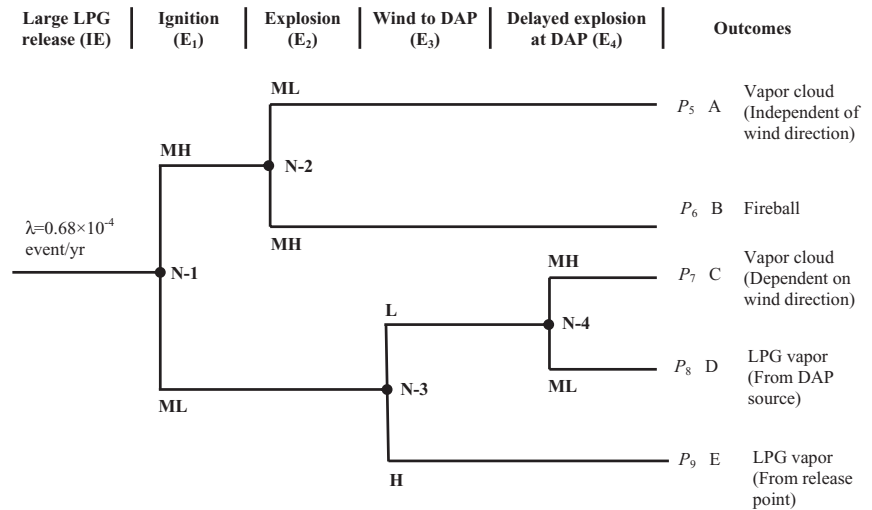 Large LPG
release (IE)
Ignition
(E₁)
Explosion
(E₂)
Wind to DAP
(E₃)
Delayed explosion
at DAP (E₄)
Outcomes
ML
P₅ A Vapor cloud
(Independent of
wind direction)
MH
N-2
P₆ B Fireball
MH
λ=0.68×10⁻⁴
event/yr
N-1
MH
P₇ C Vapor cloud
(Dependent on
wind direction)
L
N-4
P₈ D LPG vapor
(From DAP
source)
ML
ML
N-3
P₉ E LPG vapor
(From release
point)
H